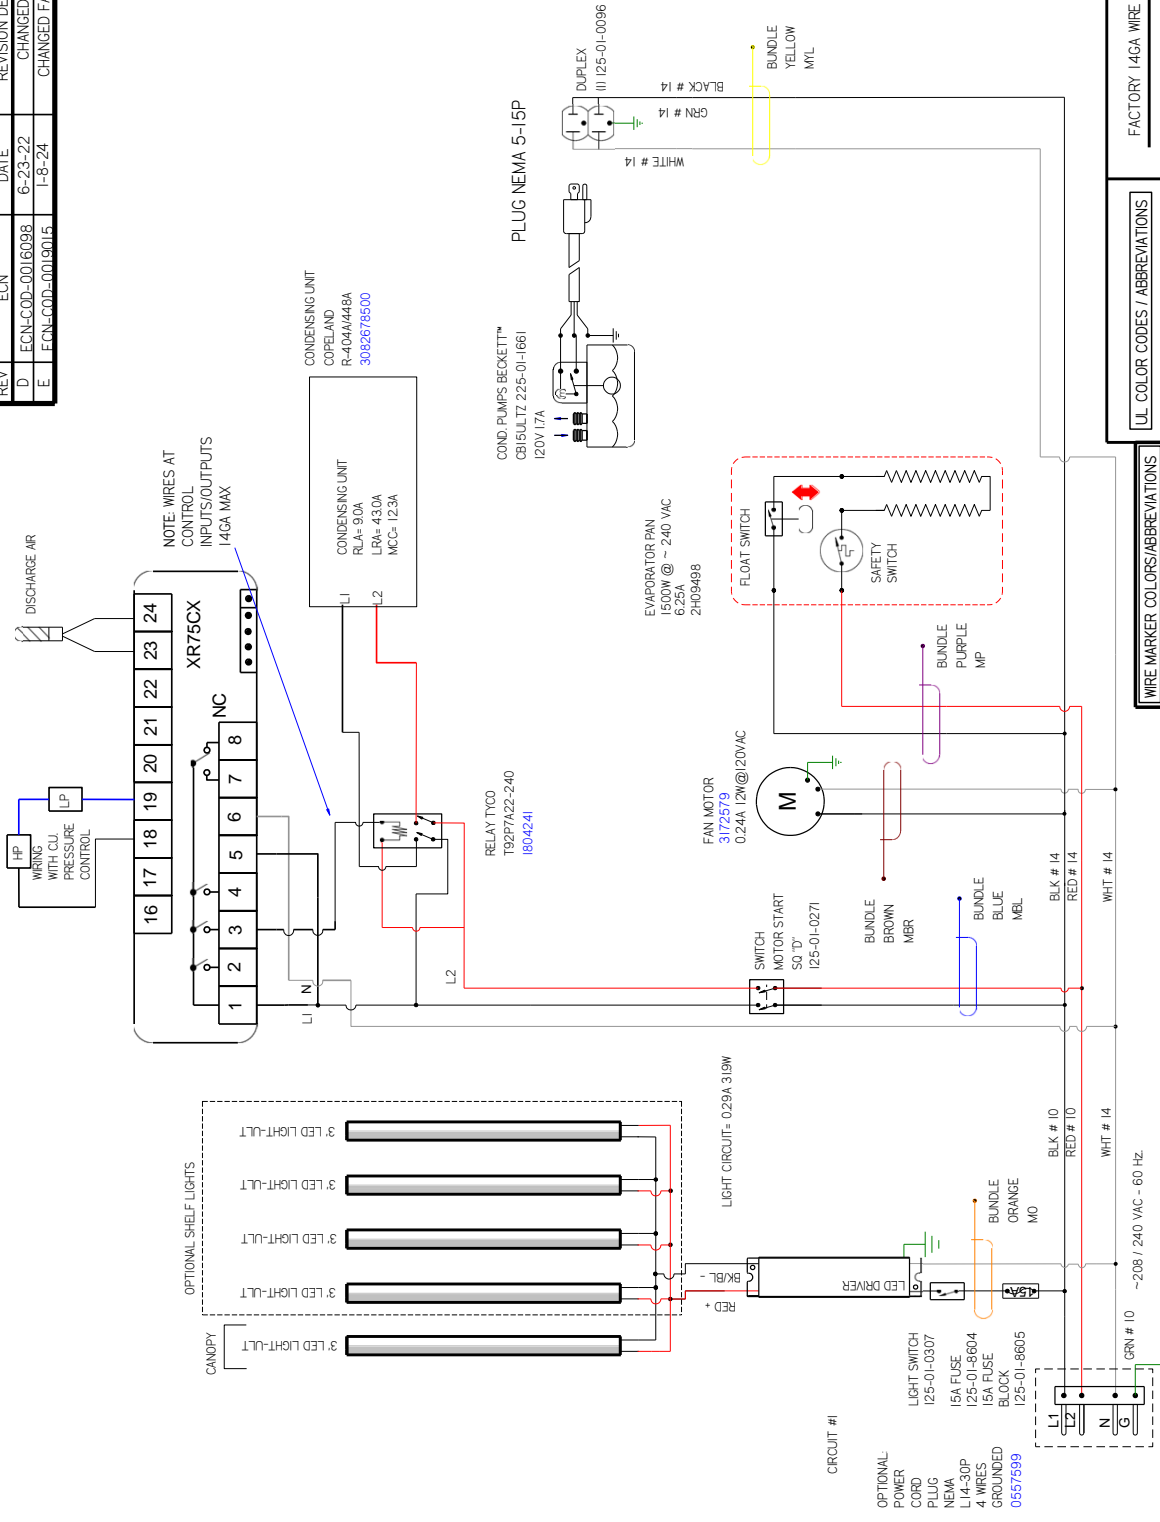 REV
ECN
DATE
REVISION DE
D
ECN-COD-0016098
6-23-22
CHANGED
E
ECN-COD-0019015
1-8-24
CHANGED FA
DISCHARGE AIR
NOTE: WIRES AT
CONTROL
INPUTS/OUTPUTS
14GA MAX
HP
LP
WIRING
WITH C.U.
PRESSURE
CONTROL
16 17 18 19 20 21 22 23 24
XR75CX
NC
1 2 3 4 5 6 7 8
L1
N
L2
RELAY TYCO
T92P7A22-240
1804241
CONDENSING UNIT
COPELAND
R-404A/448A
3082678500
CONDENSING UNIT
RLA= 9.0A
LRA= 43.0A
MCC= 12.3A
L1
L2
COND. PUMPS BECKETT™
CB15ULTZ 225-01-1661
120V 1.7A
PLUG NEMA 5-15P
DUPLEX
(1) 125-01-0096
WHITE # 14
GRN # 14
BLACK # 14
BUNDLE
YELLOW
MYL
EVAPORATOR PAN
1500W @ ~ 240 VAC
6.25A
2H09498
FLOAT SWITCH
SAFETY
SWITCH
BUNDLE
PURPLE
MP
FAN MOTOR
3172579
0.24A 12W@120VAC
M
BUNDLE
BROWN
MBR
SWITCH
MOTOR START
SQ "D"
125-01-0271
BUNDLE
BLUE
MBL
BLK # 14
RED # 14
WHT # 14
OPTIONAL SHELF LIGHTS
3' LED LIGHT-ULT
3' LED LIGHT-ULT
3' LED LIGHT-ULT
3' LED LIGHT-ULT
CANOPY
3' LED LIGHT-ULT
LIGHT CIRCUIT= 0.29A 31.9W
RED +
BK/BL -
LED DRIVER
BUNDLE
ORANGE
MO
15A
LIGHT SWITCH
125-01-0307
15A FUSE
125-01-8604
15A FUSE
BLOCK
125-01-8605
BLK # 10
RED # 10
WHT # 14
~208 / 240 VAC - 60 Hz.
GRN # 10
L1
L2
N
G
CIRCUIT #1
OPTIONAL:
POWER
CORD
PLUG
NEMA
L14-30P
4 WIRES
GROUNDED
0557599
WIRE MARKER COLORS/ABBREVIATIONS
UL COLOR CODES / ABBREVIATIONS
FACTORY 14GA WIRE